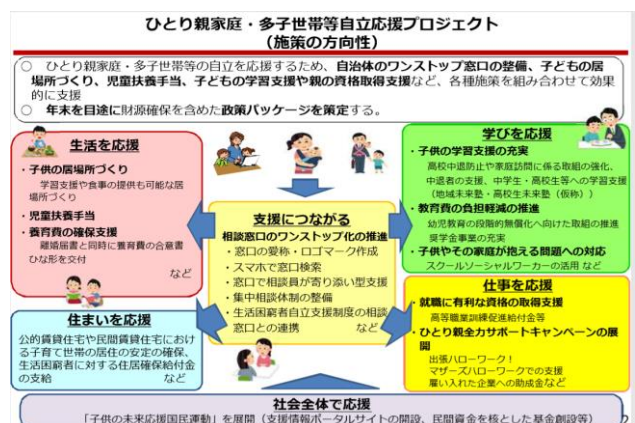 ひとり親家庭・多子世帯等自立応援プロジェクト
（施策の方向性）
○ ひとり親家庭・多子世帯等の自立を応援するため、自治体のワンストップ窓口の整備、子どもの居
場所づくり、児童扶養手当、子どもの学習支援や親の資格取得支援など、各種施策を組み合わせて効果
的に支援
○ 年末を目途に財源確保を含めた政策パッケージを策定する。
生活を応援
・子供の居場所づくり
学習支援や食事の提供も可能な居
場所づくり
・児童扶養手当
・養育費の確保支援
離婚届書と同時に養育費の合意書
ひな形を交付
など
住まいを応援
公的賃貸住宅や民間賃貸住宅におけ
る子育て世帯の居住の安定の確保、
生活困窮者に対する住居確保給付金
の支給 など
支援につながる
相談窓口のワンストップ化の推進
・窓口の愛称・ロゴマーク作成
・スマホで窓口検索
・窓口で相談員が寄り添い型支援
・集中相談体制の整備
・生活困窮者自立支援制度の相談
窓口との連携 など
学びを応援
・子供の学習支援の充実
高校中退防止や家庭訪問に係る取組の強化、
中退者の支援、中学生・高校生等への学習支援
（地域未来塾・高校生未来塾（仮称））
・教育費の負担軽減の推進
幼児教育の段階的無償化へ向けた取組の推進
奨学金事業の充実
・子供やその家庭が抱える問題への対応
スクールソーシャルワーカーの活用 など
仕事を応援
・就職に有利な資格の取得支援
高等職業訓練促進給付金等
・ひとり親全力サポートキャンペーンの展
開
出張ハローワーク！
マザーズハローワークでの支援
雇い入れた企業への助成金など
社会全体で応援
「子供の未来応援国民運動」を展開（支援情報ポータルサイトの開設、民間資金を核とした基金創設等）